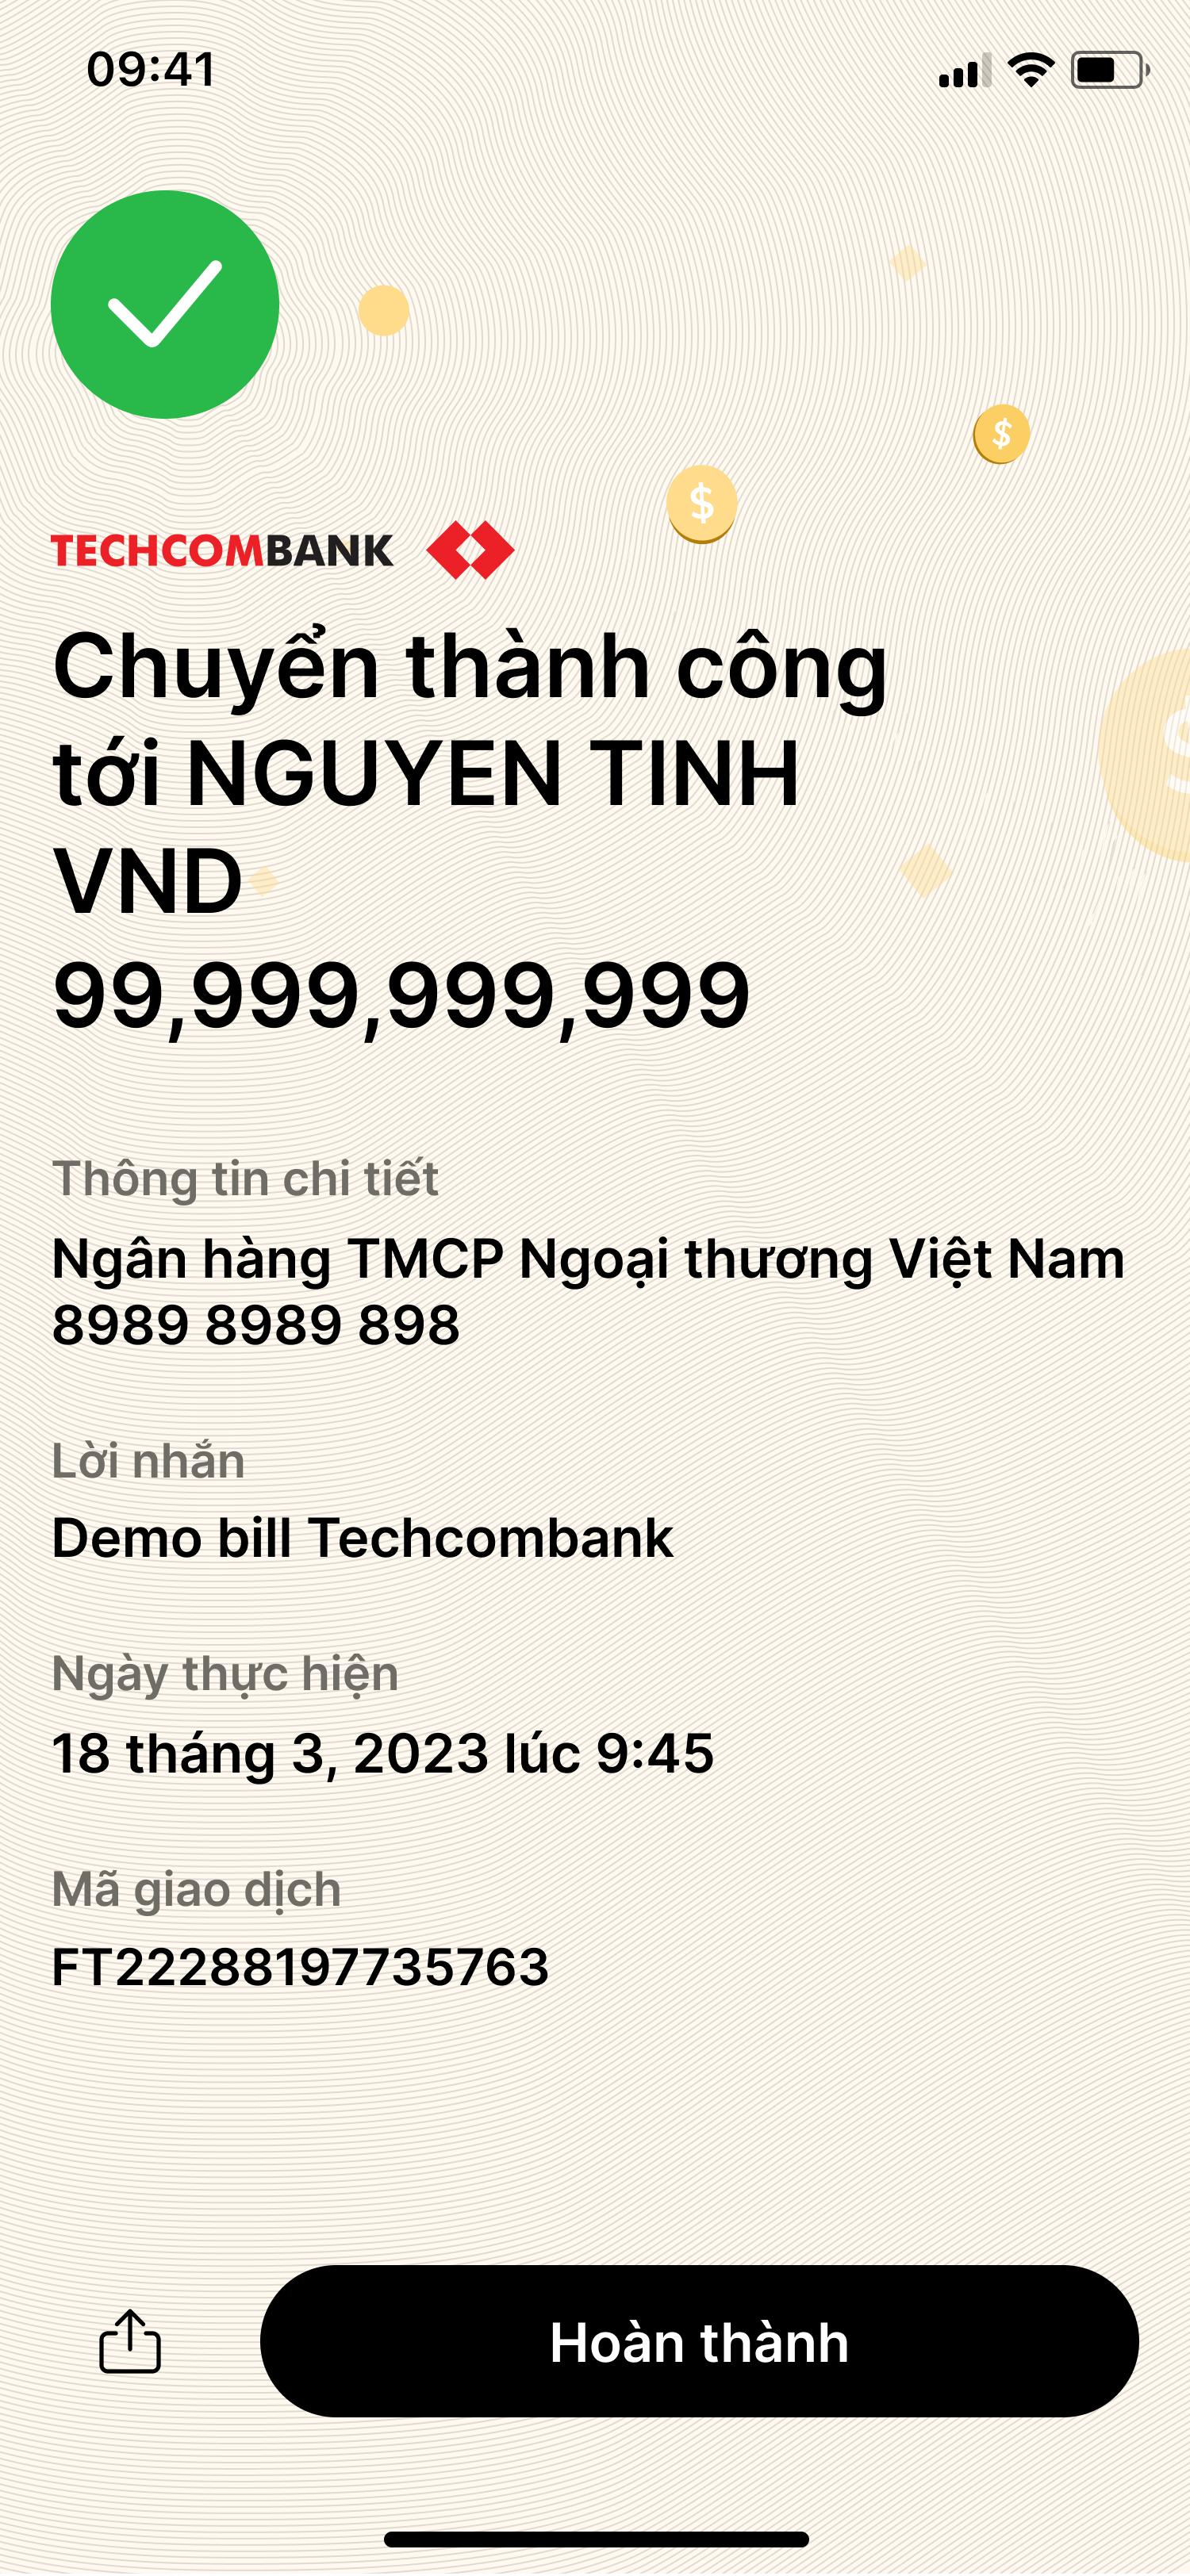 09:41
$
$
TECHCOMBANK
Chuyển thành công
tới NGUYEN TINH
$
VND
99,999,999,999
Thông tin chi tiết
Ngân hàng TMCP Ngoại thương Việt Nam
8989 8989 898
Lời nhắn
Demo bill Techcombank
Ngày thực hiện
18 tháng 3, 2023 lúc 9:45
Mã giao dịch
FT22288197735763
Hoàn thành